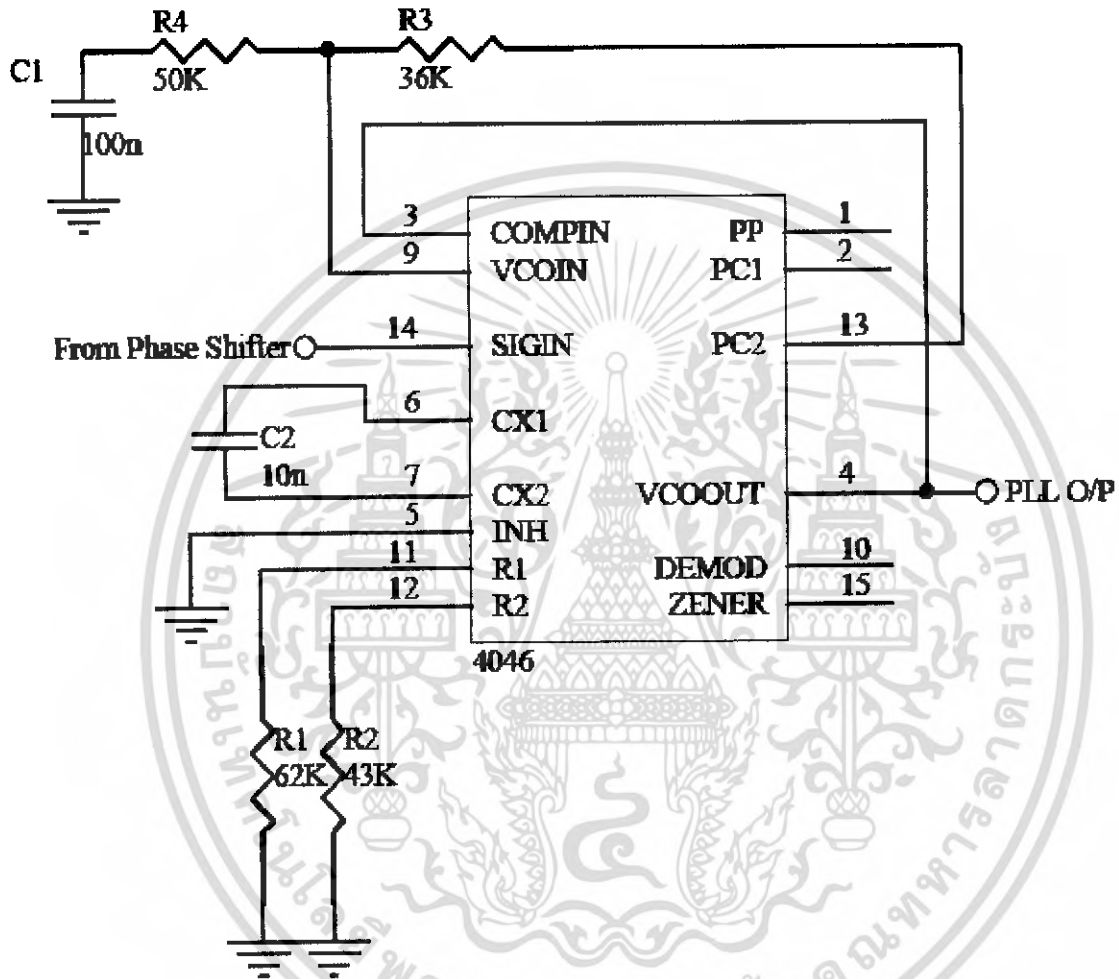 R4
R3
C1
50K
36K
100n
3
COMPIN
PP
1
9
VCOIN
PC1
2
From Phase Shifter
14
SIGIN
PC2
13
6
CX1
C2
10n
7
CX2
VCOOUT
4
PLL O/P
5
INH
11
R1
DEMOD
10
12
R2
ZENER
15
4046
R1
R2
62K
43K